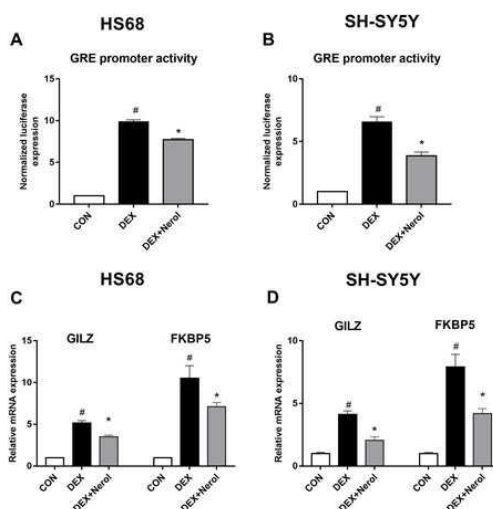 HS68
SH-SY5Y
A
B
GRE promoter activity
GRE promoter activity
Normalized luciferase
expression
15
10
5
0
#
*
CON
DEX
DEX+Nerol
Normalized luciferase
expression
10
5
0
#
*
CON
DEX
DEX+Nerol
HS68
SH-SY5Y
C
D
GILZ
FKBP5
Relative mRNA expression
15
10
5
0
#
*
#
*
CON
DEX
DEX+Nerol
CON
DEX
DEX+Nerol
GILZ
FKBP5
Relative mRNA expression
10
5
0
#
*
#
*
CON
DEX
DEX+Nerol
CON
DEX
DEX+Nerol